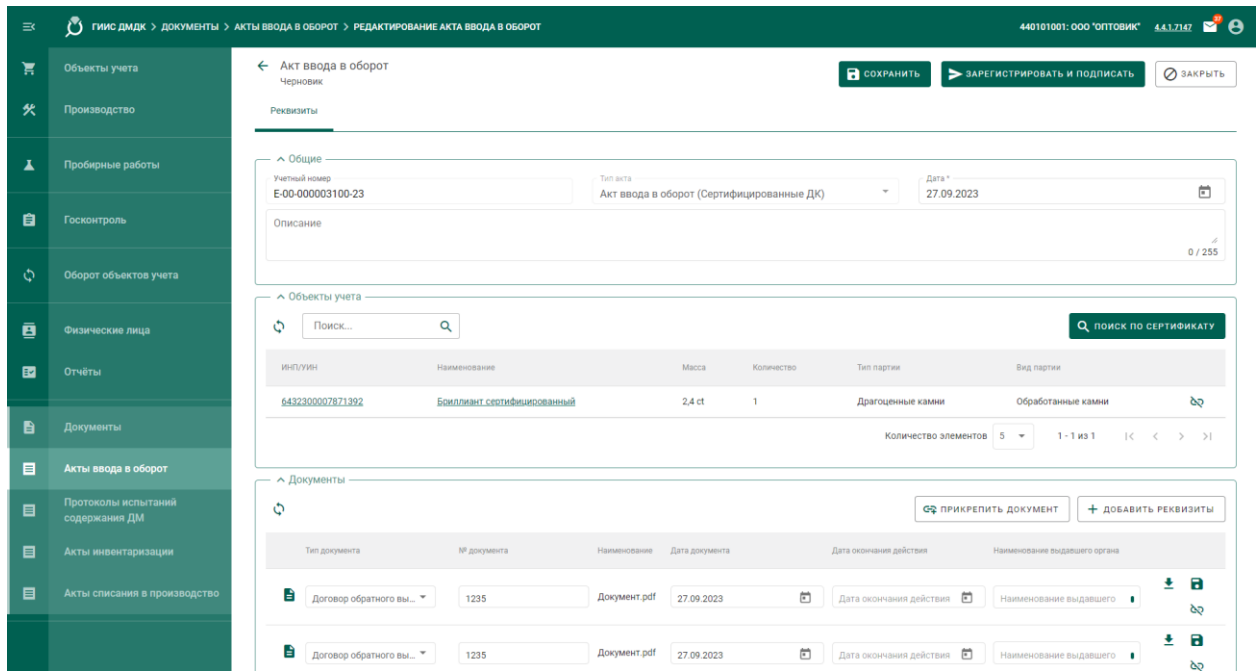 ГИИС ДМДК > ДОКУМЕНТЫ > АКТЫ ВВОДА В ОБОРОТ > РЕДАКТИРОВАНИЕ АКТА ВВОДА В ОБОРОТ
440101001: ООО "ОПТОВИК" 4.4.1.7147 37
Объекты учета
Производство
Пробирные работы
Госконтроль
Оборот объектов учета
Физические лица
Отчёты
Документы
Акты ввода в оборот
Протоколы испытаний
содержания ДМ
Акты инвентаризации
Акты списания в производство
Акт ввода в оборот
Черновик
СОХРАНИТЬ ЗАРЕГИСТРИРОВАТЬ И ПОДПИСАТЬ ЗАКРЫТЬ
Реквизиты
Общие
Учетный номер Тип акта Дата *
E-00-000003100-23 Акт ввода в оборот (Сертифицированные ДК) 27.09.2023
Описание
0 / 255
Объекты учета
Поиск... ПОИСК ПО СЕРТИФИКАТУ
ИНП/УИН Наименование Масса Количество Тип партии Вид партии
6432300007871392 Бриллиант сертифицированный 2,4 ct 1 Драгоценные камни Обработанные камни
Количество элементов 5 1 - 1 из 1
Документы
ПРИКРЕПИТЬ ДОКУМЕНТ + ДОБАВИТЬ РЕКВИЗИТЫ
Тип документа № документа Наименование Дата документа Дата окончания действия Наименование выдавшего органа
Договор обратного вы... 1235 Документ.pdf 27.09.2023 Дата окончания действия Наименование выдавшего
Договор обратного вы... 1235 Документ.pdf 27.09.2023 Дата окончания действия Наименование выдавшего